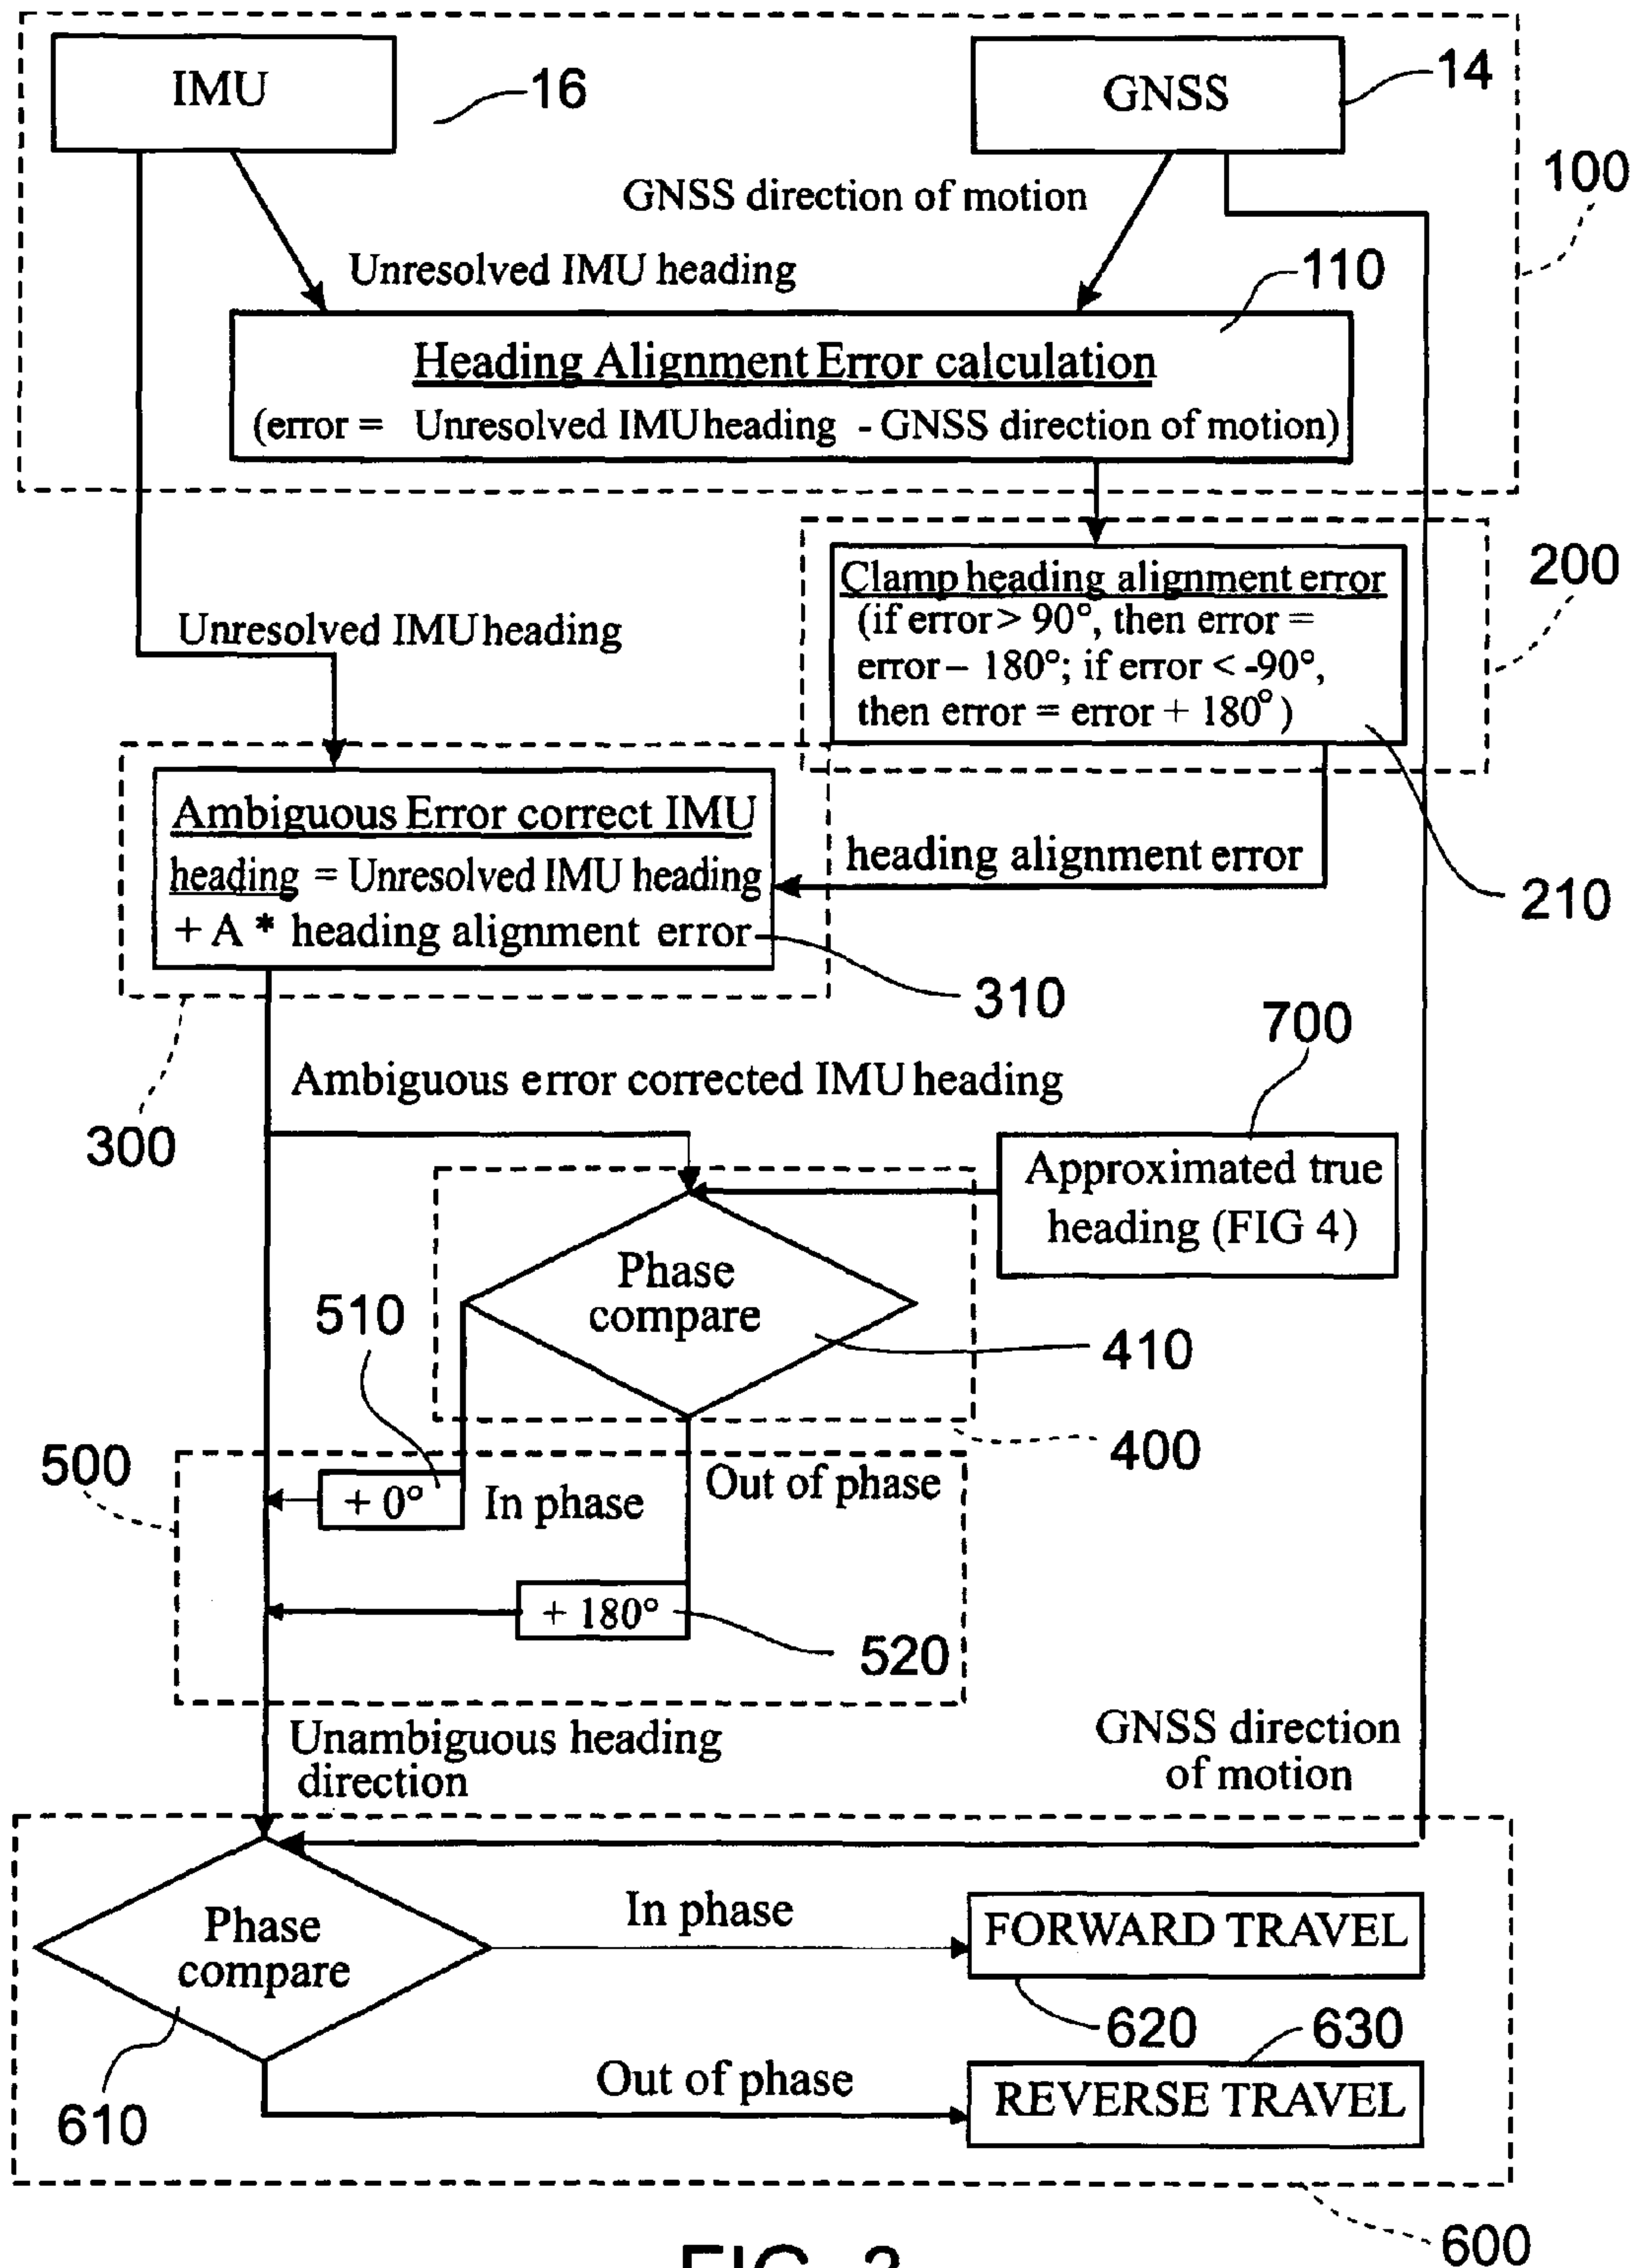 IMU
16
GNSS
14
100
GNSS direction of motion
Unresolved IMU heading
110
Heading Alignment Error calculation
(error = Unresolved IMU heading - GNSS direction of motion)
Clamp heading alignment error
(if error > 90°, then error =
error – 180°; if error < -90°,
then error = error + 180°)
200
Unresolved IMU heading
210
Ambiguous Error correct IMU
heading = Unresolved IMU heading
+ A * heading alignment error
heading alignment error
310
300
Ambiguous error corrected IMU heading
700
Approximated true
heading (FIG 4)
Phase
compare
410
400
510
500
+ 0°
In phase
Out of phase
+ 180°
520
Unambiguous heading
direction
GNSS direction
of motion
Phase
compare
610
In phase
FORWARD TRAVEL
620
630
Out of phase
REVERSE TRAVEL
600